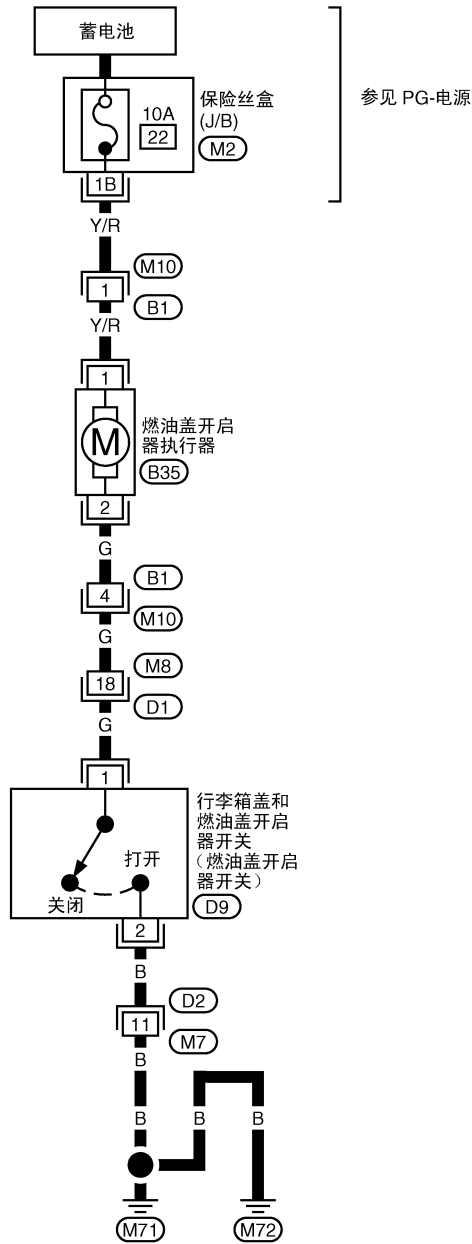 蓄电池
参见 PG-电源
保险丝盒
(J/B)
10A
22
M2
1B
Y/R
M10
1
B1
Y/R
1
M
燃油盖开启
器执行器
B35
2
G
B1
4
M10
G
M8
18
D1
G
1
行李箱盖和
燃油盖开启
器开关
（燃油盖开启
器开关）
打开
关闭
D9
2
B
D2
11
M7
B
B
B
B
M71
M72